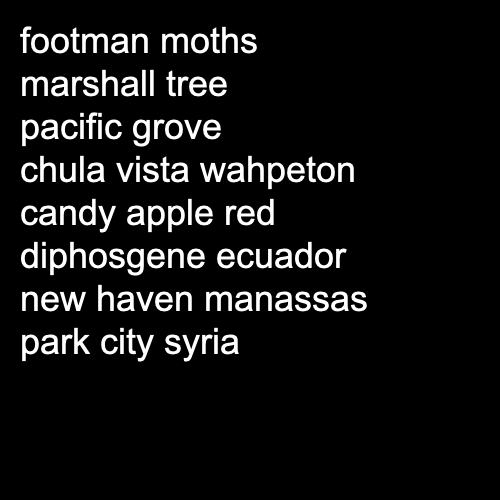 footman moths
marshall tree
pacific grove
chula vista wahpeton
candy apple red
diphosgene ecuador
new haven manassas
park city syria